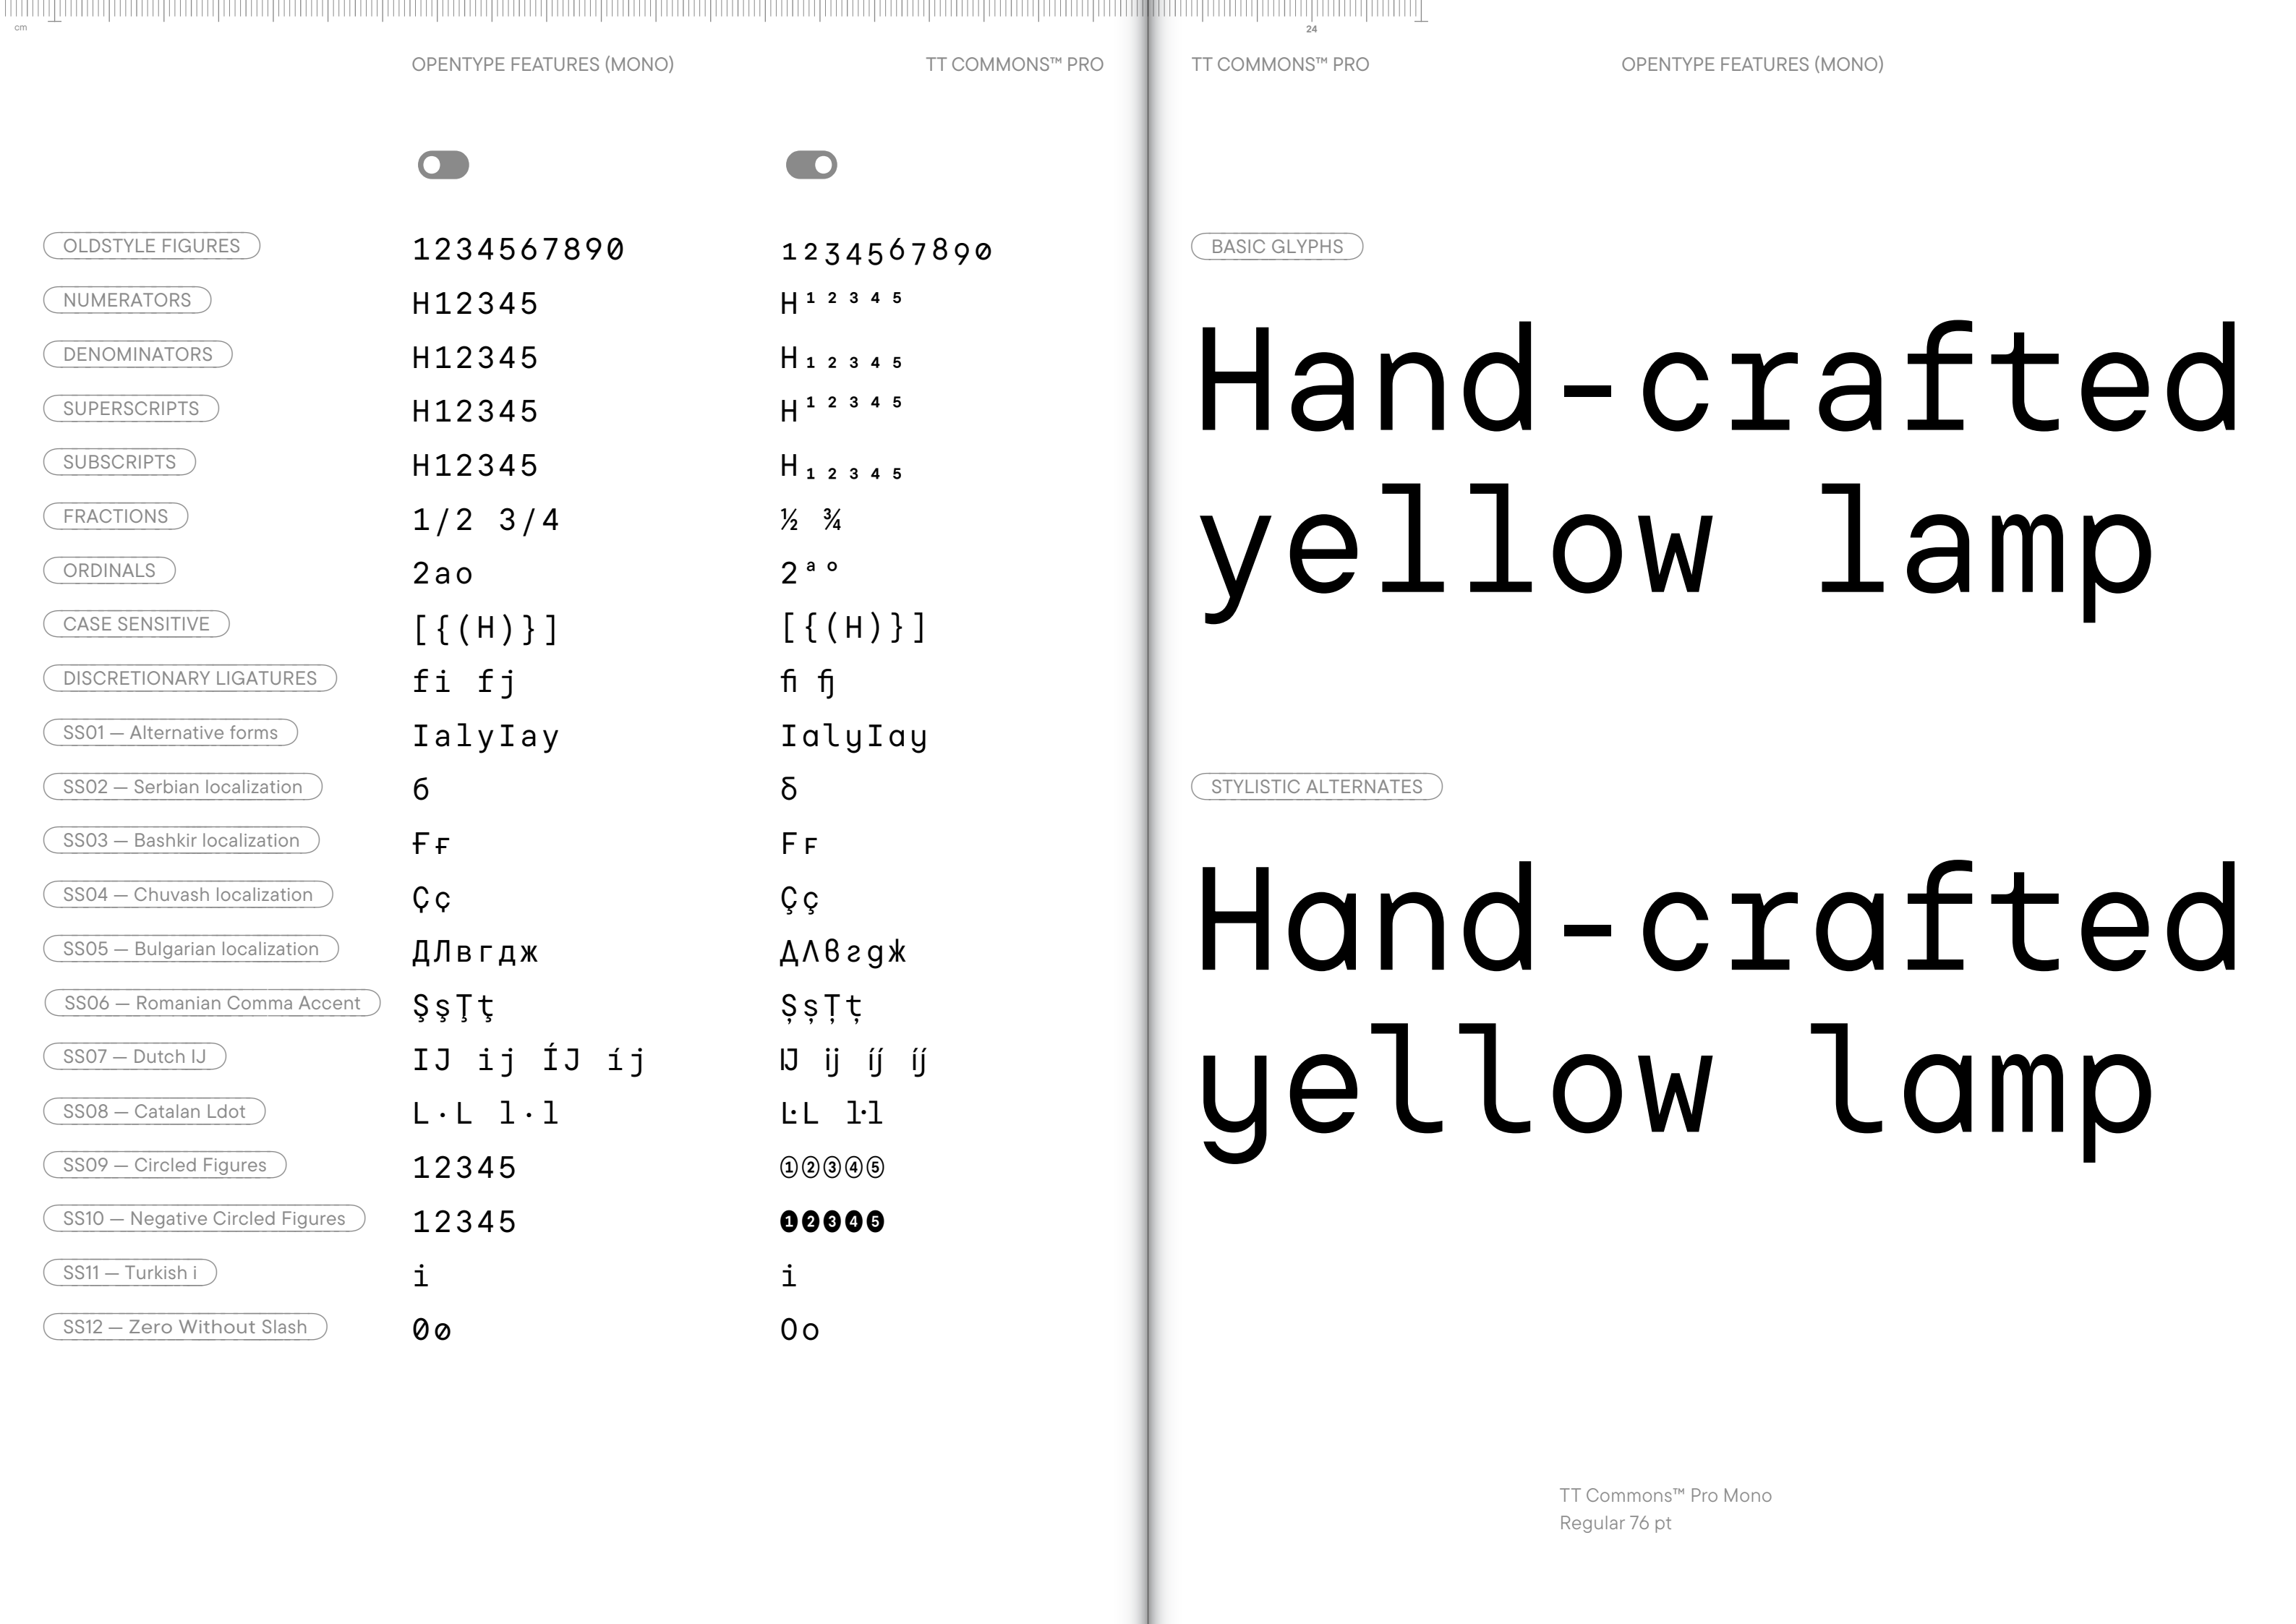 cm
24
OPENTYPE FEATURES (MONO)
TT COMMONS™ PRO
OLDSTYLE FIGURES 1234567890 1234567890
NUMERATORS H12345 H¹²³⁴⁵
DENOMINATORS H12345 H₁₂₃₄₅
SUPERSCRIPTS H12345 H¹²³⁴⁵
SUBSCRIPTS H12345 H₁₂₃₄₅
FRACTIONS 1/2 3/4 ½ ¾
ORDINALS 2ao 2ªº
CASE SENSITIVE [{(H)}] [{(H)}]
DISCRETIONARY LIGATURES fi fj fi fj
SS01 — Alternative forms IalyIay IalyIay
SS02 — Serbian localization б б
SS03 — Bashkir localization Ғғ Ғғ
SS04 — Chuvash localization Ҫҫ Ҫҫ
SS05 — Bulgarian localization ДЛвгдж ДЛвгдж
SS06 — Romanian Comma Accent ŞşŢţ ȘșȚț
SS07 — Dutch IJ IJ ij ÍJ íj IJ ij íj íj
SS08 — Catalan Ldot L·L l·l ĿL ŀl
SS09 — Circled Figures 12345 ①②③④⑤
SS10 — Negative Circled Figures 12345 ❶❷❸❹❺
SS11 — Turkish i i i
SS12 — Zero Without Slash 0o 0o
TT COMMONS™ PRO
OPENTYPE FEATURES (MONO)
BASIC GLYPHS
Hand-crafted
yellow lamp
STYLISTIC ALTERNATES
Hand-crafted
yellow lamp
TT Commons™ Pro Mono
Regular 76 pt